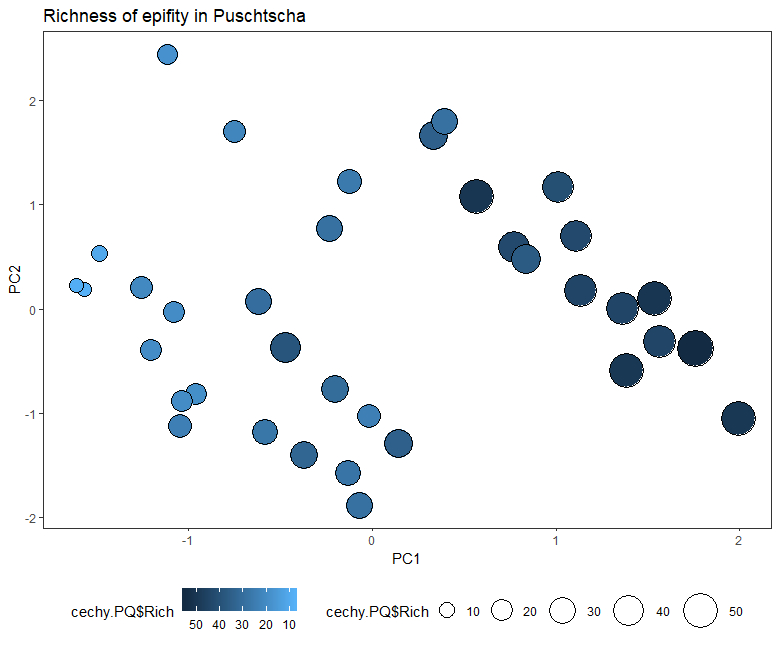 Richness of epifity in Puschtscha
PC2
2
1
0
-1
-2
-1 0 1 2
PC1
cechy.PQ$Rich 50 40 30 20 10
cechy.PQ$Rich 10 20 30 40 50